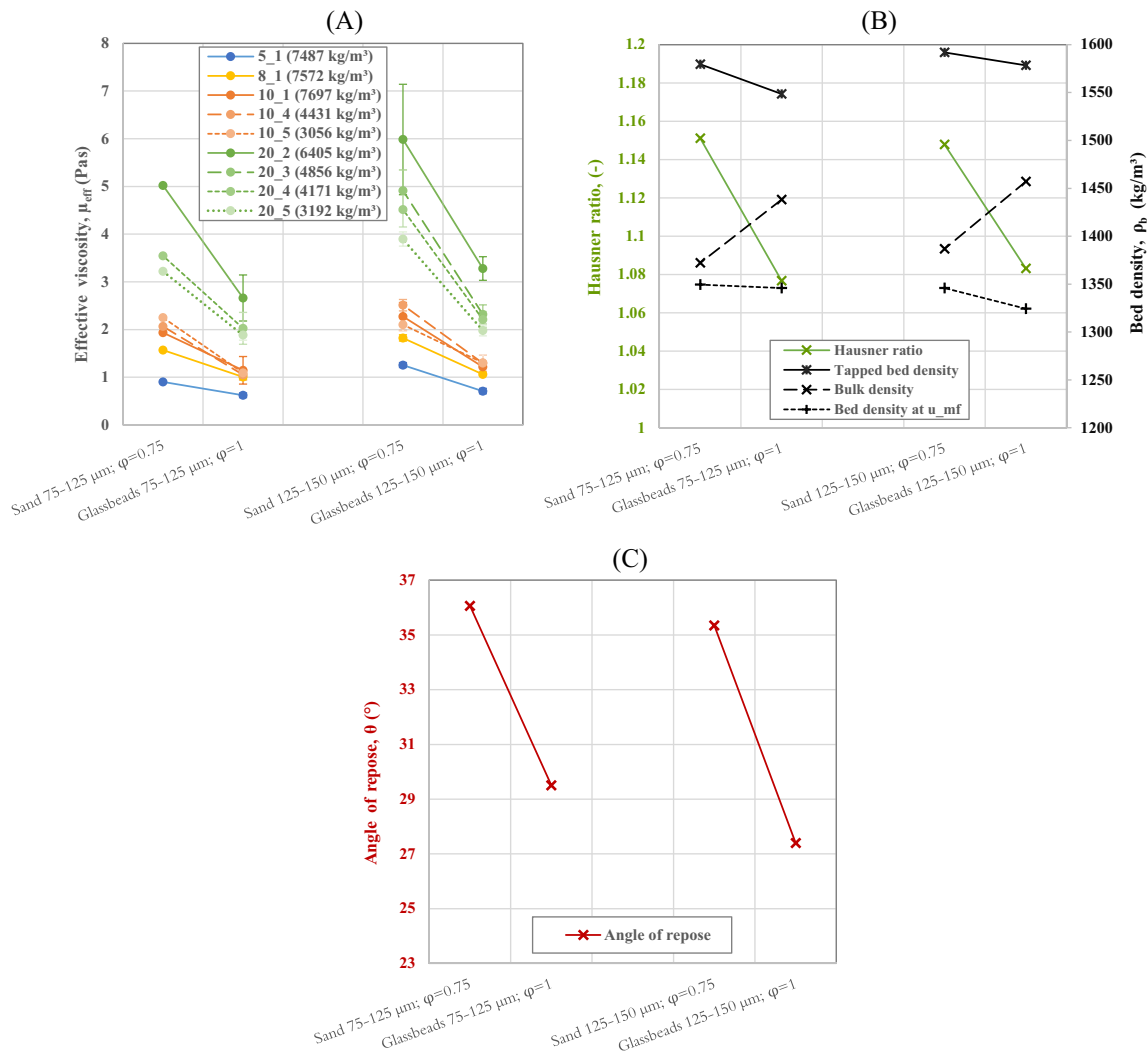 (A)
8
7
6
5
4
3
2
1
0
Effective viscosity, μeff (Pas)
5_1 (7487 kg/m³)
8_1 (7572 kg/m³)
10_1 (7697 kg/m³)
10_4 (4431 kg/m³)
10_5 (3056 kg/m³)
20_2 (6405 kg/m³)
20_3 (4856 kg/m³)
20_4 (4171 kg/m³)
20_5 (3192 kg/m³)
Sand 75-125 μm; φ=0.75
Glassbeads 75-125 μm; φ=1
Sand 125-150 μm; φ=0.75
Glassbeads 125-150 μm; φ=1
(B)
1.2
1.18
1.16
1.14
1.12
1.1
1.08
1.06
1.04
1.02
1
Hausner ratio, (-)
1600
1550
1500
1450
1400
1350
1300
1250
1200
Bed density, ρb (kg/m³)
Hausner ratio
Tapped bed density
Bulk density
Bed density at u_mf
Sand 75-125 μm; φ=0.75
Glassbeads 75-125 μm; φ=1
Sand 125-150 μm; φ=0.75
Glassbeads 125-150 μm; φ=1
(C)
37
35
33
31
29
27
25
23
Angle of repose, θ (°)
Angle of repose
Sand 75-125 μm; φ=0.75
Glassbeads 75-125 μm; φ=1
Sand 125-150 μm; φ=0.75
Glassbeads 125-150 μm; φ=1